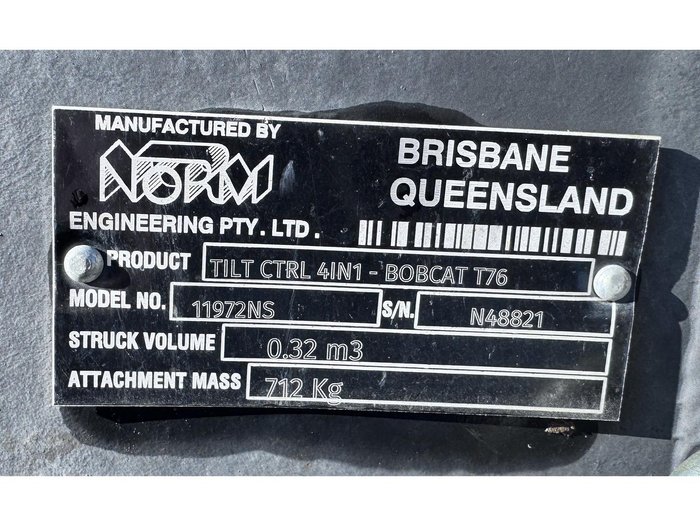 MANUFACTURED BY
NORM
ENGINEERING PTY. LTD.
BRISBANE
QUEENSLAND
PRODUCT TILT CTRL 4IN1 - BOBCAT T76
MODEL NO. 11972NS S/N. N48821
STRUCK VOLUME 0.32 m3
ATTACHMENT MASS 712 Kg